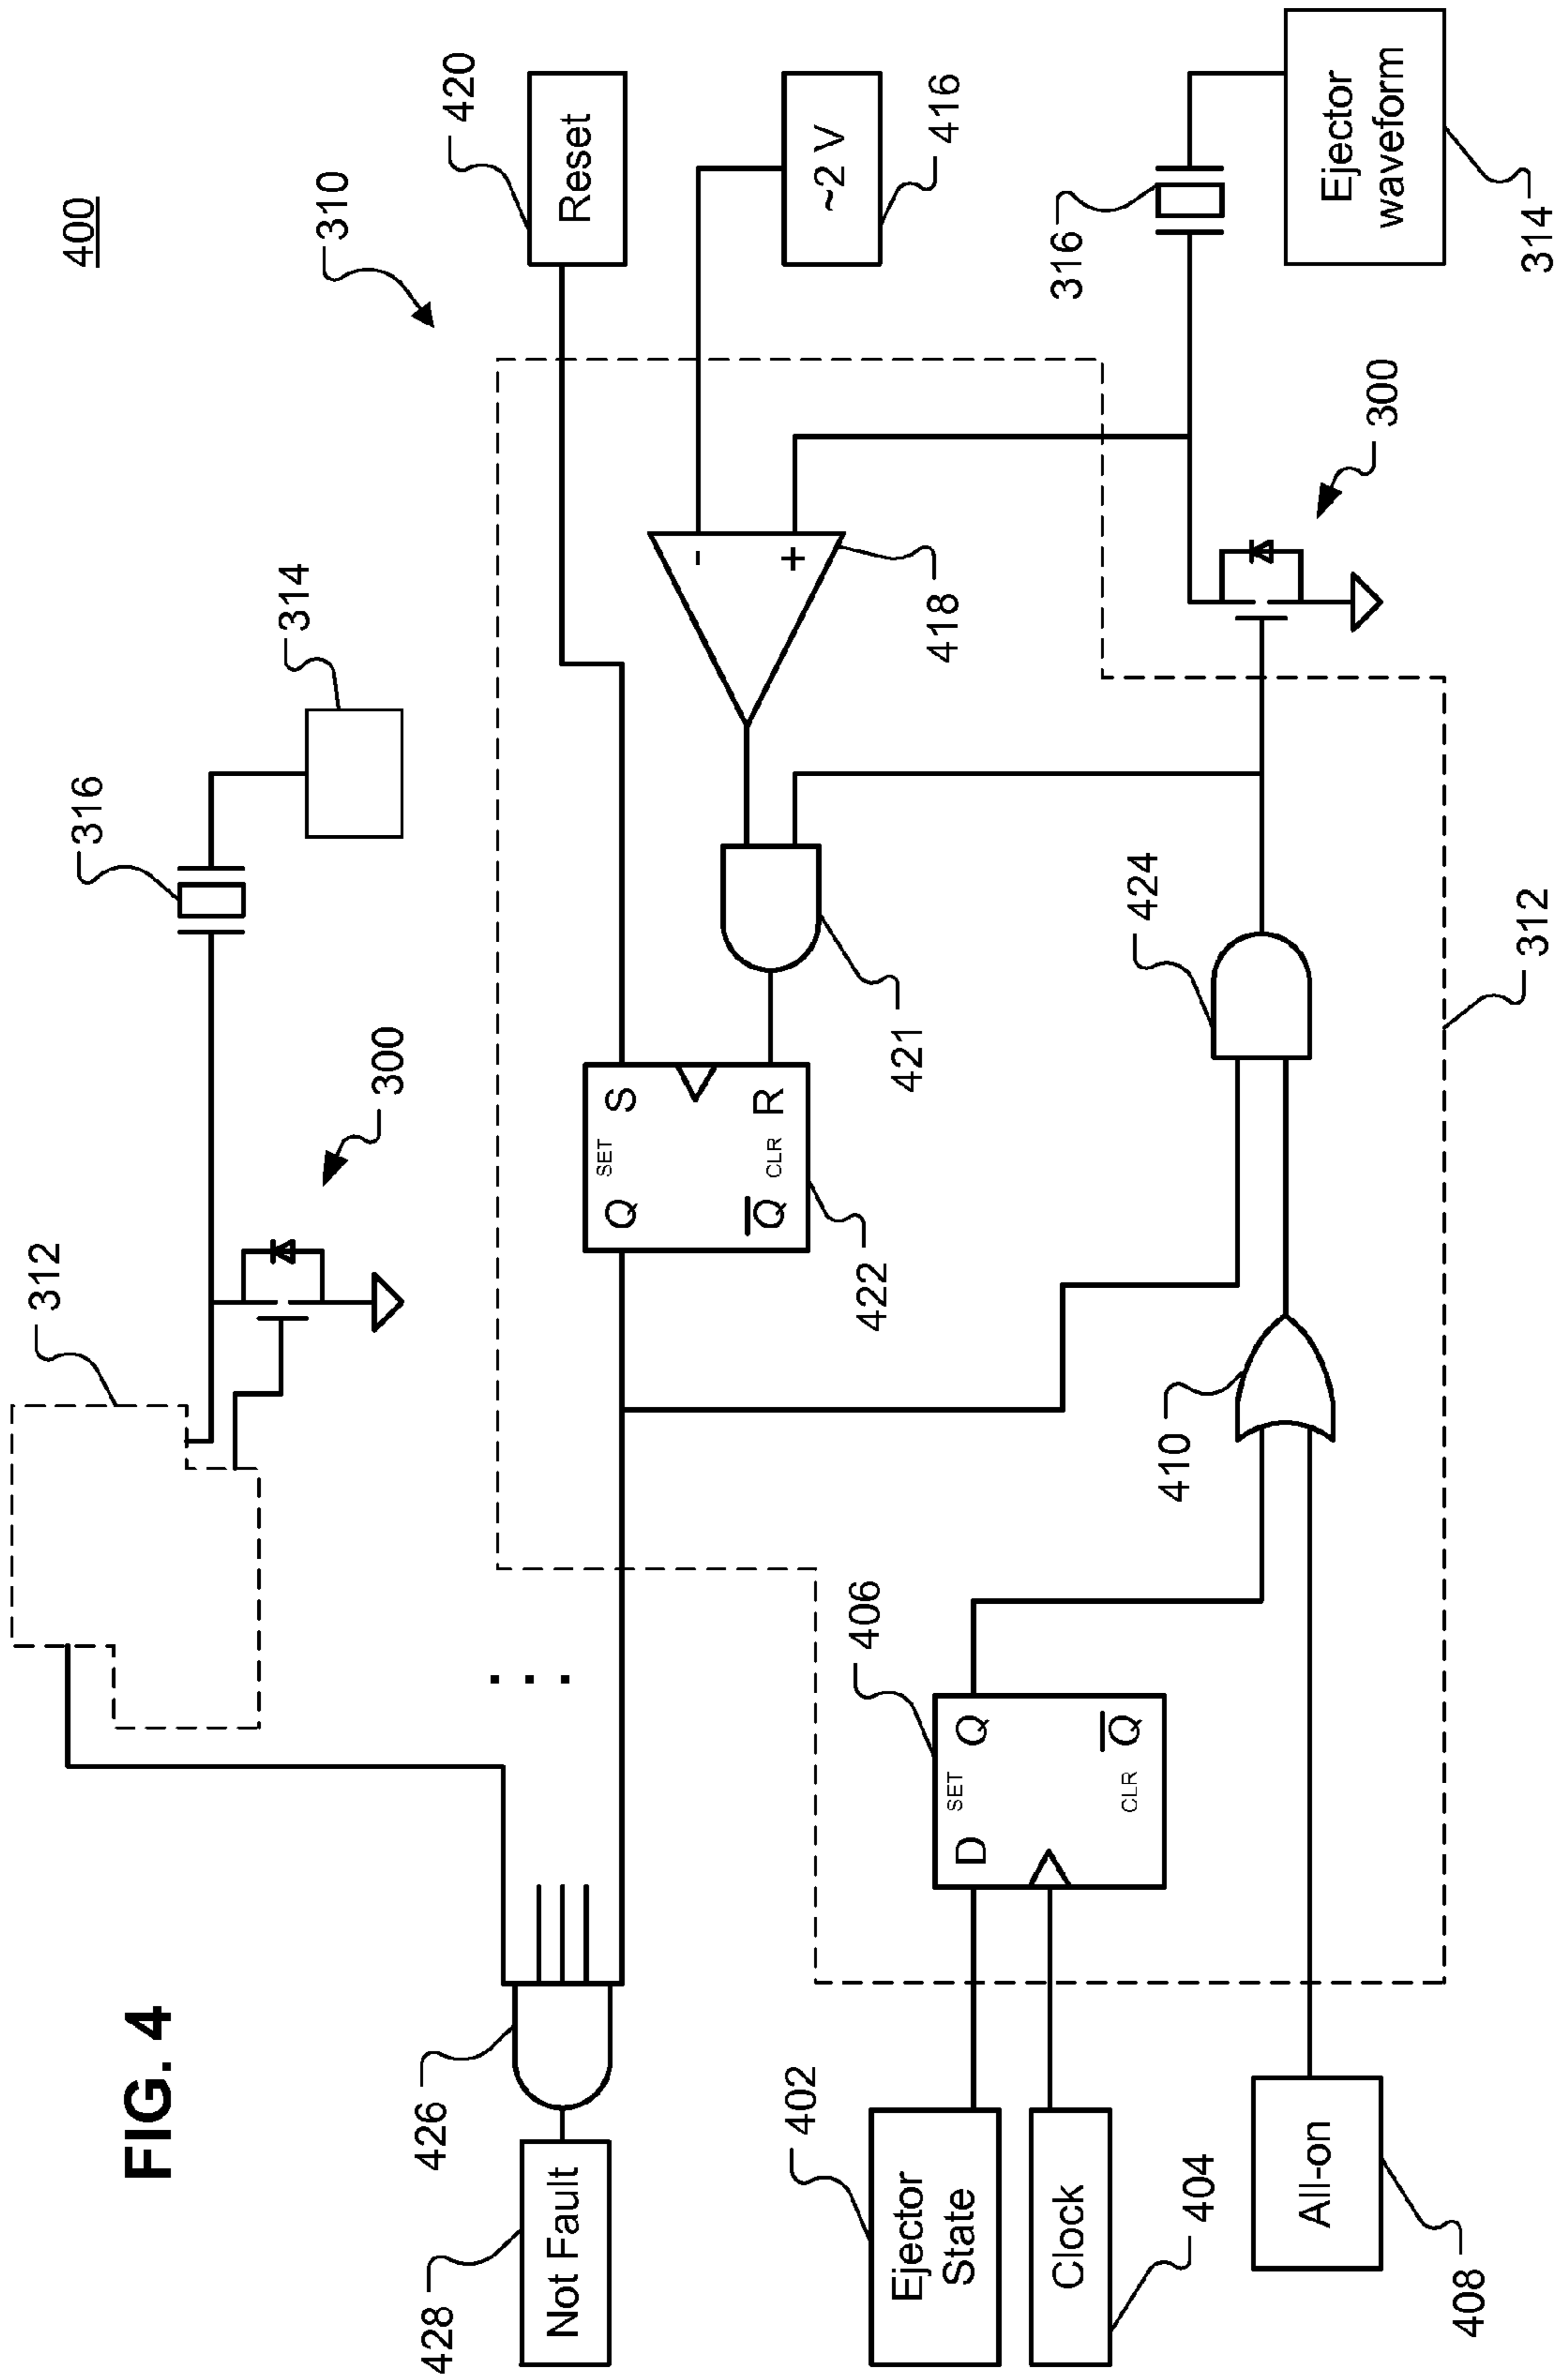 FIG. 4
400
312
316
314
300
310
420
Reset
~2 V
416
-
+
418
421
S
SET
Q
R
CLR
Q
422
316
Ejector
waveform
314
300
424
312
410
406
D
SET
Q
CLR
Q
...
426
428
Not Fault
402
Ejector
State
Clock
404
All-on
408